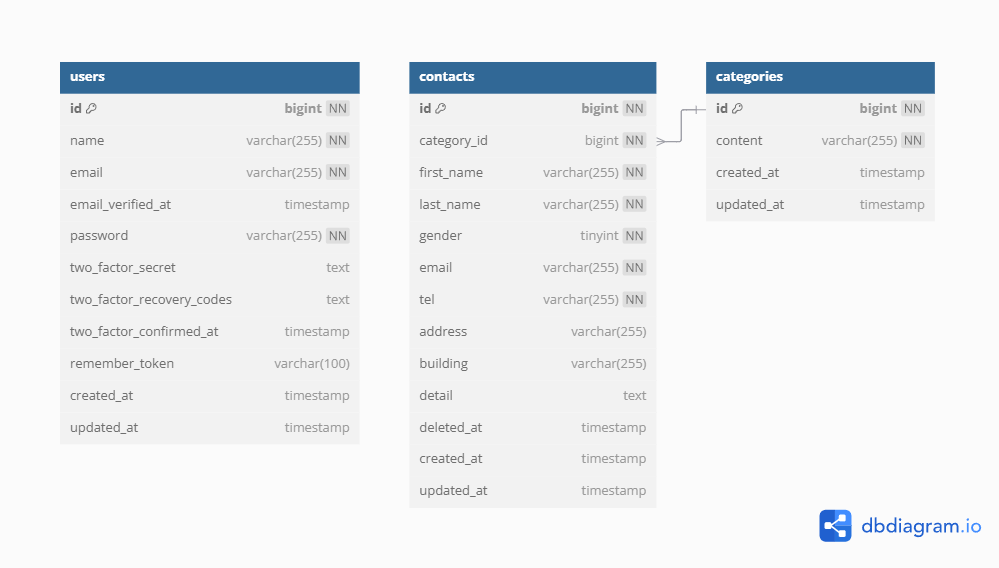 users
id bigint NN
name varchar(255) NN
email varchar(255) NN
email_verified_at timestamp
password varchar(255) NN
two_factor_secret text
two_factor_recovery_codes text
two_factor_confirmed_at timestamp
remember_token varchar(100)
created_at timestamp
updated_at timestamp
contacts
id bigint NN
category_id bigint NN
first_name varchar(255) NN
last_name varchar(255) NN
gender tinyint NN
email varchar(255) NN
tel varchar(255) NN
address varchar(255)
building varchar(255)
detail text
deleted_at timestamp
created_at timestamp
updated_at timestamp
categories
id bigint NN
content varchar(255) NN
created_at timestamp
updated_at timestamp
dbdiagram.io